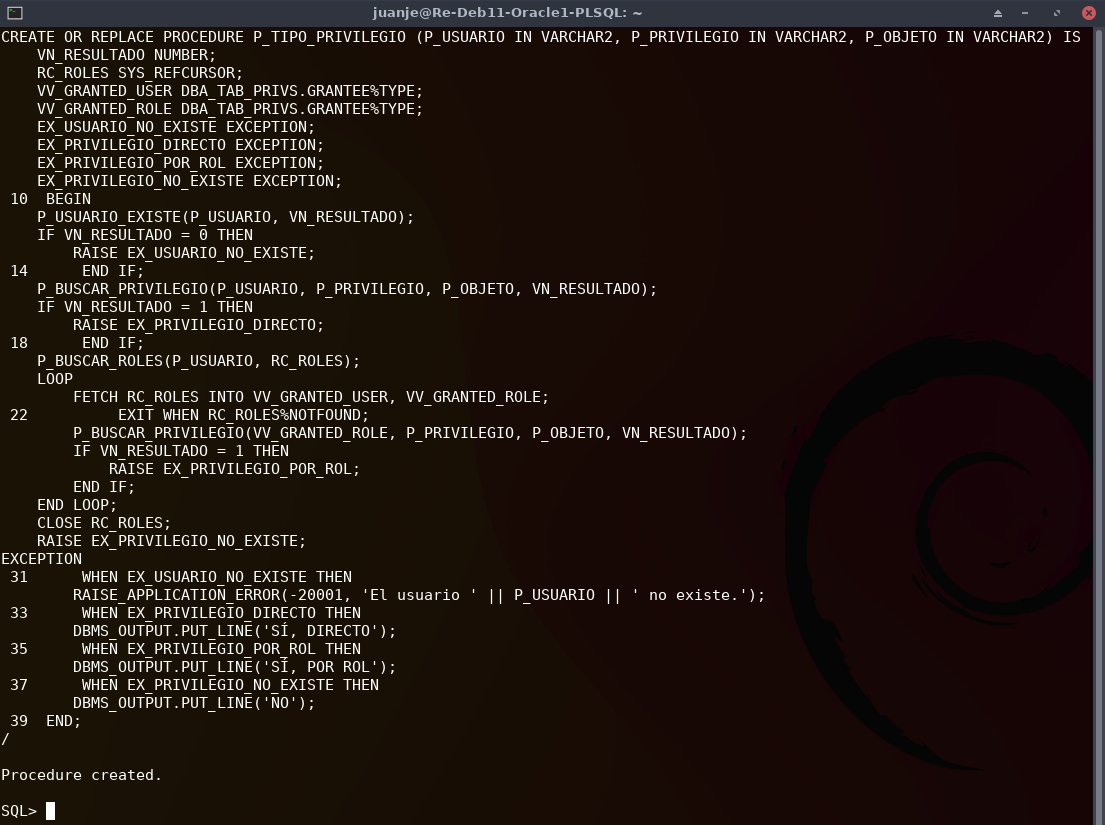 juanje@Re-Deb11-Oracle1-PLSQL: ~
CREATE OR REPLACE PROCEDURE P_TIPO_PRIVILEGIO (P_USUARIO IN VARCHAR2, P_PRIVILEGIO IN VARCHAR2, P_OBJETO IN VARCHAR2) IS
    VN_RESULTADO NUMBER;
    RC_ROLES SYS_REFCURSOR;
    VV_GRANTED_USER DBA_TAB_PRIVS.GRANTEE%TYPE;
    VV_GRANTED_ROLE DBA_TAB_PRIVS.GRANTEE%TYPE;
    EX_USUARIO_NO_EXISTE EXCEPTION;
    EX_PRIVILEGIO_DIRECTO EXCEPTION;
    EX_PRIVILEGIO_POR_ROL EXCEPTION;
    EX_PRIVILEGIO_NO_EXISTE EXCEPTION;
 10  BEGIN
    P_USUARIO_EXISTE(P_USUARIO, VN_RESULTADO);
    IF VN_RESULTADO = 0 THEN
        RAISE EX_USUARIO_NO_EXISTE;
 14      END IF;
    P_BUSCAR_PRIVILEGIO(P_USUARIO, P_PRIVILEGIO, P_OBJETO, VN_RESULTADO);
    IF VN_RESULTADO = 1 THEN
        RAISE EX_PRIVILEGIO_DIRECTO;
 18      END IF;
    P_BUSCAR_ROLES(P_USUARIO, RC_ROLES);
    LOOP
        FETCH RC_ROLES INTO VV_GRANTED_USER, VV_GRANTED_ROLE;
 22          EXIT WHEN RC_ROLES%NOTFOUND;
        P_BUSCAR_PRIVILEGIO(VV_GRANTED_ROLE, P_PRIVILEGIO, P_OBJETO, VN_RESULTADO);
        IF VN_RESULTADO = 1 THEN
            RAISE EX_PRIVILEGIO_POR_ROL;
        END IF;
    END LOOP;
    CLOSE RC_ROLES;
    RAISE EX_PRIVILEGIO_NO_EXISTE;
EXCEPTION
 31      WHEN EX_USUARIO_NO_EXISTE THEN
        RAISE_APPLICATION_ERROR(-20001, 'El usuario ' || P_USUARIO || ' no existe.');
 33      WHEN EX_PRIVILEGIO_DIRECTO THEN
        DBMS_OUTPUT.PUT_LINE('SÍ, DIRECTO');
 35      WHEN EX_PRIVILEGIO_POR_ROL THEN
        DBMS_OUTPUT.PUT_LINE('SÍ, POR ROL');
 37      WHEN EX_PRIVILEGIO_NO_EXISTE THEN
        DBMS_OUTPUT.PUT_LINE('NO');
 39  END;
/
Procedure created.
SQL>